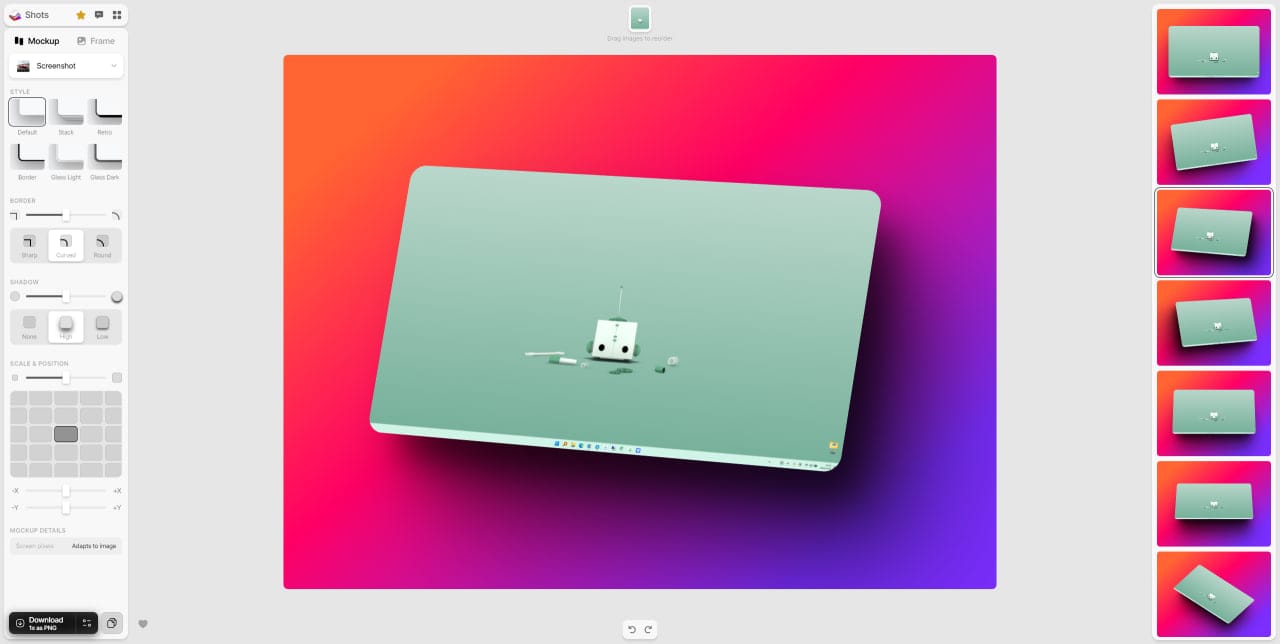 Shots
Mockup
Frame
Screenshot
STYLE
Default
Stack
Retro
Border
Glass Light
Glass Dark
BORDER
Sharp
Curved
Round
SHADOW
None
High
Low
SCALE & POSITION
-X
+X
-Y
+Y
MOCKUP DETAILS
Screen pixels
Adapts to image
Download
1x as PNG
Drag images to reorder